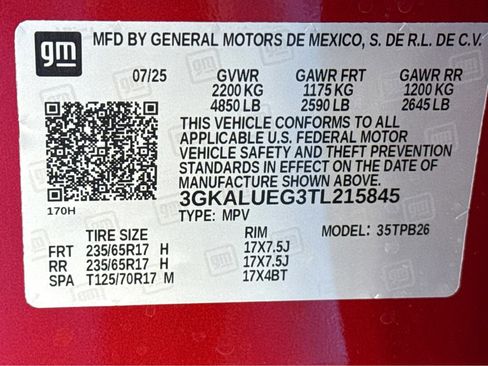 gm
MFD BY GENERAL MOTORS DE MEXICO, S. DE R.L. DE C.V.
07/25 GVWR GAWR FRT GAWR RR
2200 KG 1175 KG 1200 KG
4850 LB 2590 LB 2645 LB
THIS VEHICLE CONFORMS TO ALL
APPLICABLE U.S. FEDERAL MOTOR
VEHICLE SAFETY AND THEFT PREVENTION
STANDARDS IN EFFECT ON THE DATE OF
MANUFACTURE SHOWN ABOVE.
3GKALUEG3TL215845
170H
TYPE: MPV MODEL: 35TPB26
TIRE SIZE RIM
FRT 235/65R17 H 17X7.5J
RR 235/65R17 H 17X7.5J
SPA T125/70R17 M 17X4BT